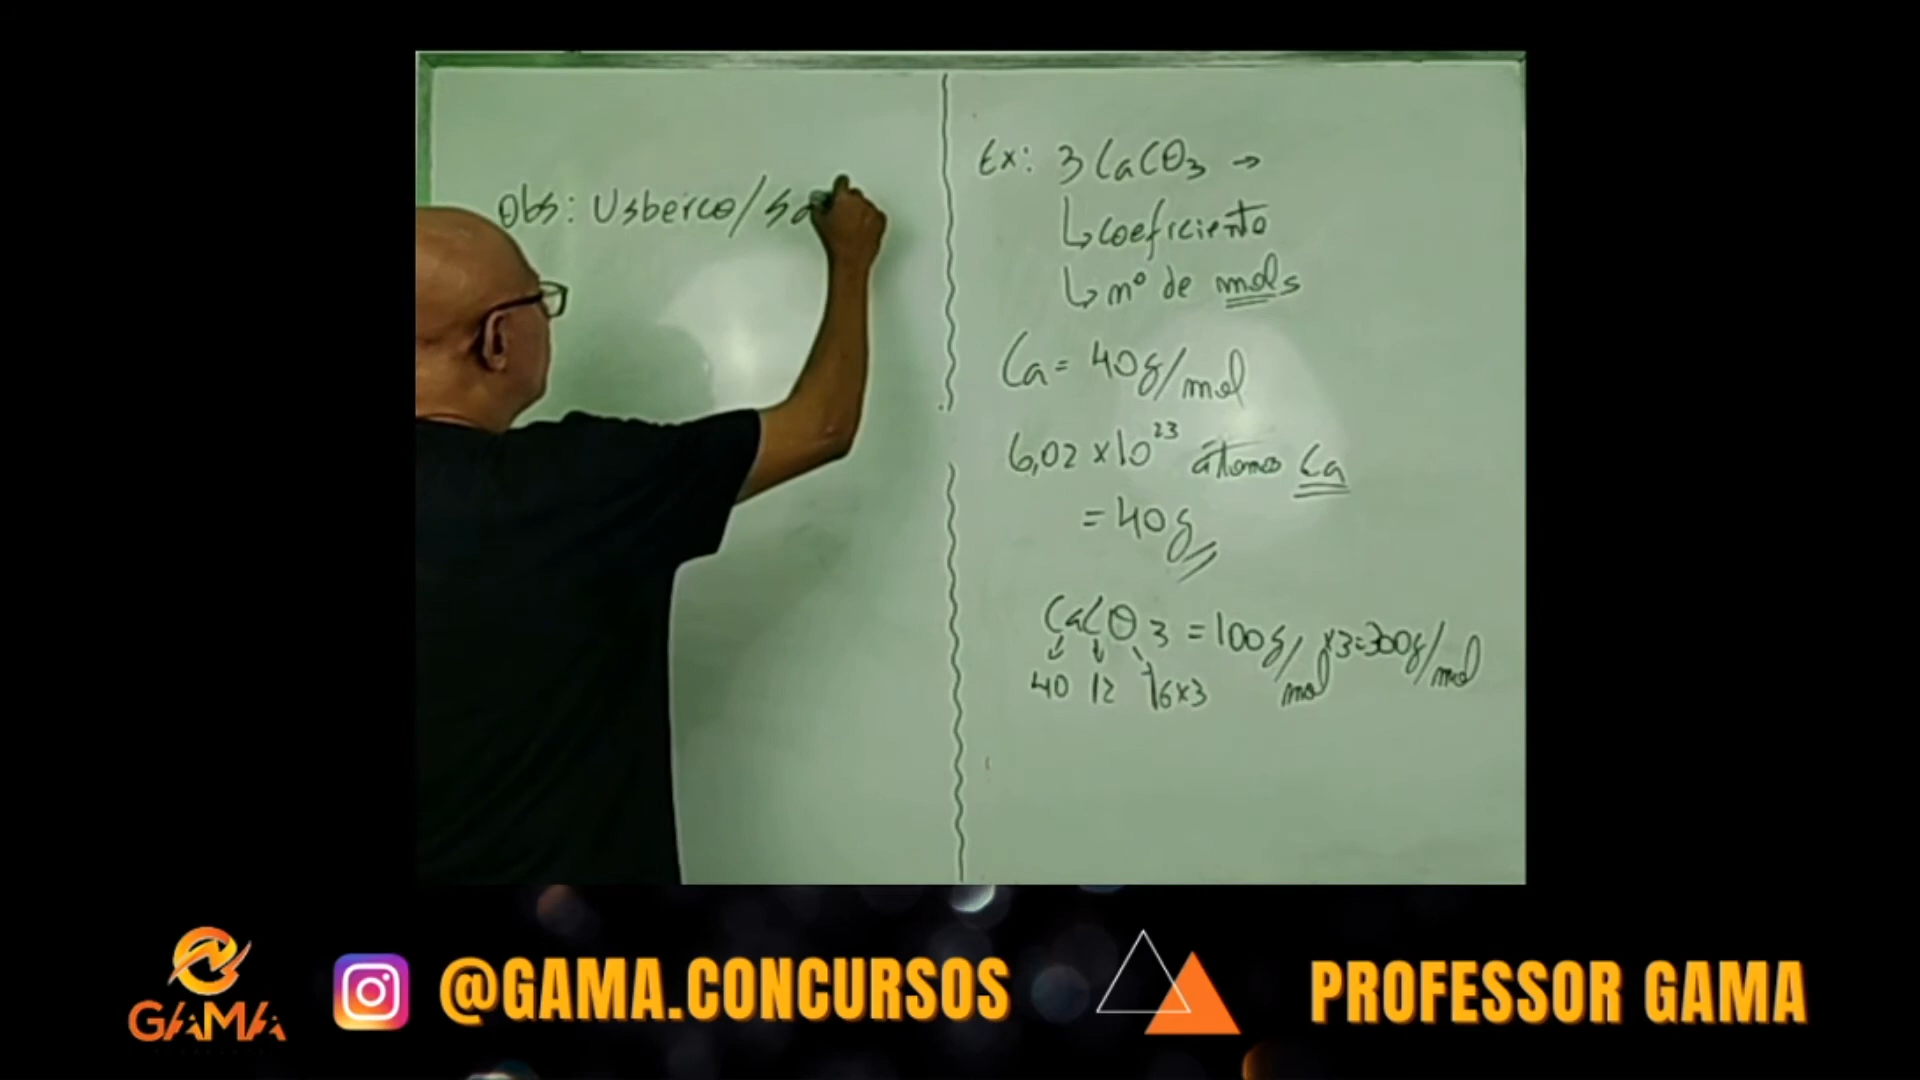 Obs: Usberco/Sa
Ex: 3 CaCO3 →
↳ coeficiente
↳ nº de mols
Ca = 40g/mol
6,02 x 10²³ átomos Ca
= 40g
CaCO3 = 100g/mol x3=300g/mol
40 12 16x3
GAMA
@GAMA.CONCURSOS
PROFESSOR GAMA